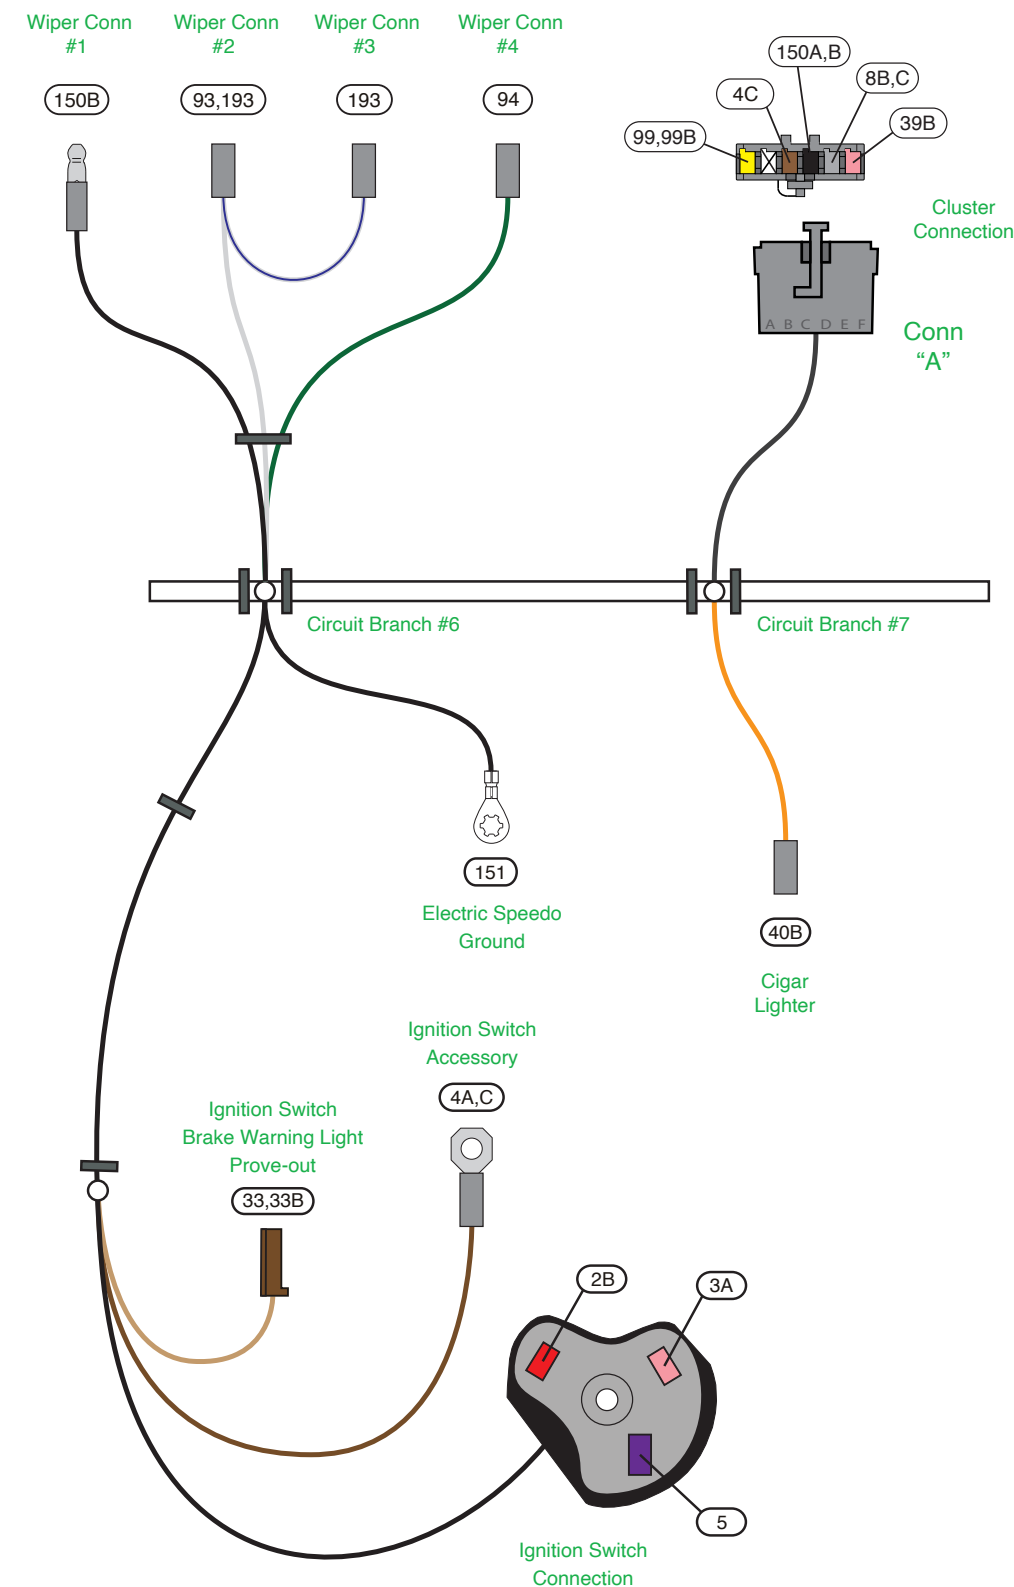 Wiper Conn
#1
Wiper Conn
#2
Wiper Conn
#3
Wiper Conn
#4
150B
93,193
193
94
150A,B
8B,C
4C
39B
99,99B
Cluster
Connection
A B C D E F
Conn
“A”
Circuit Branch #6
Circuit Branch #7
151
Electric Speedo
Ground
40B
Cigar
Lighter
Ignition Switch
Accessory
4A,C
Ignition Switch
Brake Warning Light
Prove-out
33,33B
2B
3A
5
Ignition Switch
Connection